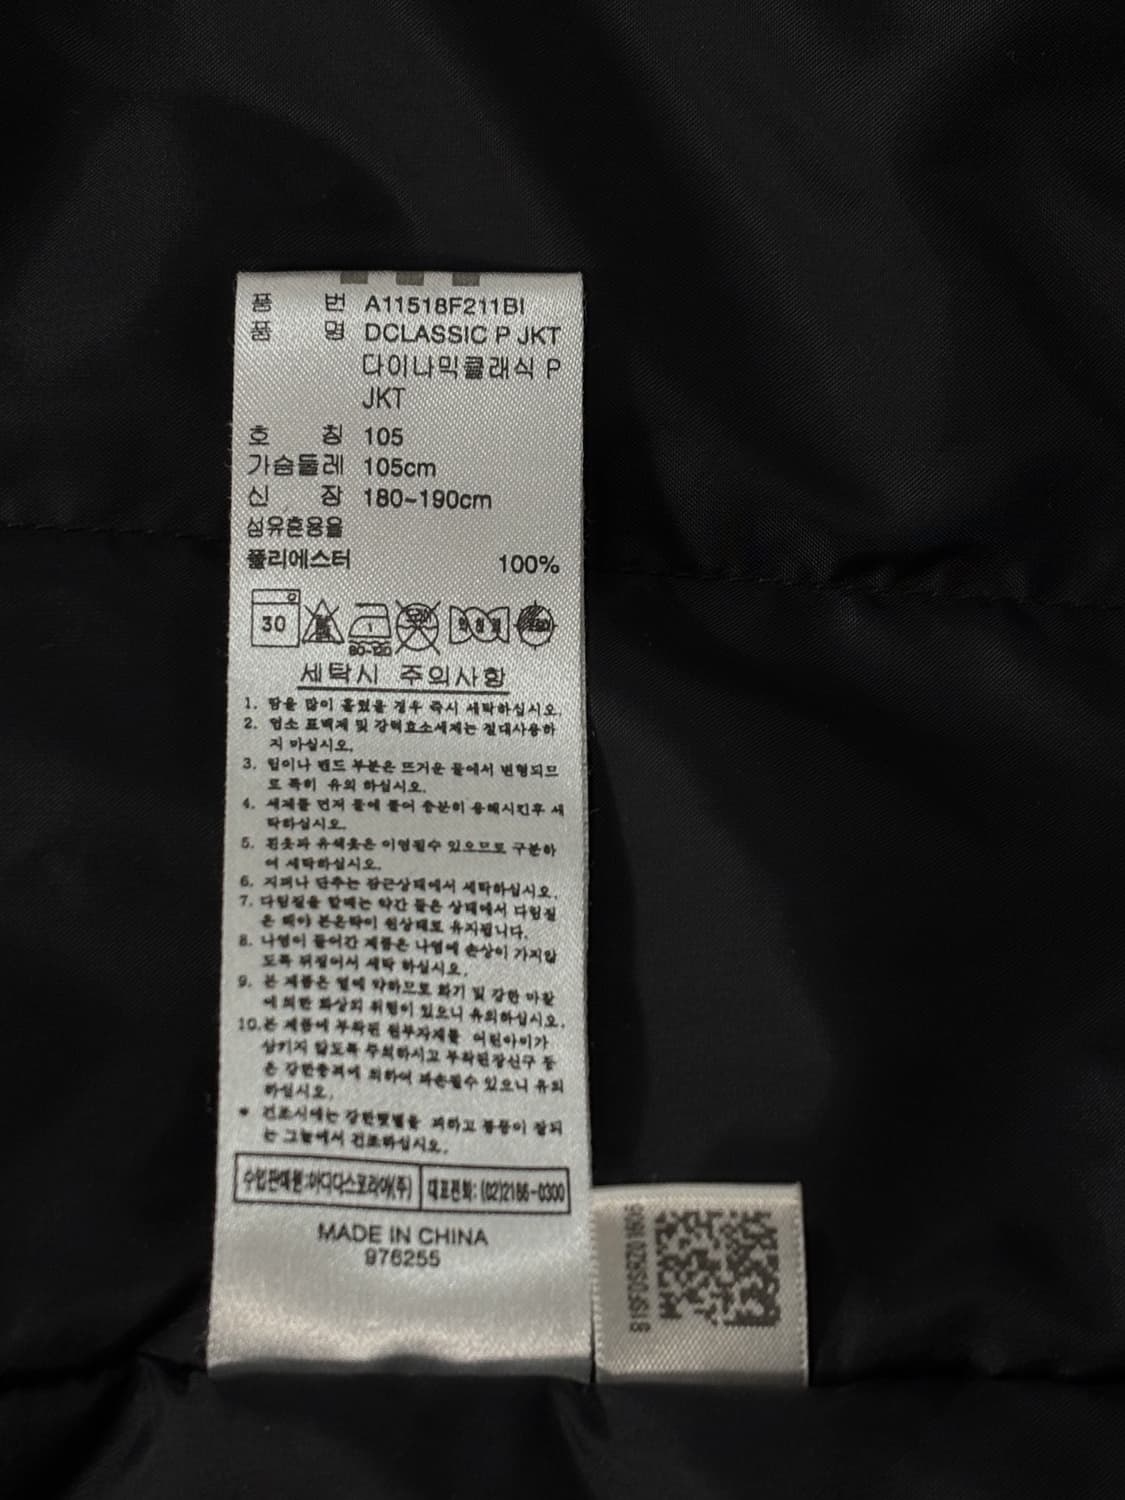 품 번 A11518F211BI
품 명 DCLASSIC P JKT
다이나믹클래식 P
JKT
호 칭 105
가슴둘레 105cm
신 장 180~190cm
섬유혼용율
폴리에스터 100%
30
80~120
세탁시 주의사항
1. 땀을 많이 흘렸을 경우 즉시 세탁하십시오.
2. 염소 표백제 및 강력효소세제는 절대사용하
지 마십시오.
3. 립이나 밴드 부분은 뜨거운 물에서 변형되므
로 특히 유의 하십시오.
4. 세제를 먼저 물에 풀어 충분히 용해시킨후 세
탁하십시오.
5. 흰옷과 유색옷은 이염될수 있으므로 구분하
여 세탁하십시오.
6. 지퍼나 단추는 잠근상태에서 세탁하십시오.
7. 다림질을 할때는 약간 젖은 상태에서 다림질
은 해야 본온딱이 원상태로 유지됩니다.
8. 나염이 들어간 제품은 나염에 손상이 가지않
도록 뒤집어서 세탁 하십시오.
9. 본 제품은 열에 약하므로 화기 및 강한 마찰
에 의한 화상의 위험이 있으니 유의하십시오.
10.본 제품에 부착된 원부자재를 어린아이가
삼키지 않도록 주의하시고 부착된장신구 등
은 강한충격에 의하여 파손될수 있으니 유의
하십시오.
* 건조시에는 강한햇볕을 피하고 통풍이 잘되
는 그늘에서 건조하십시오.
수입판매원:아디다스코리아(주) 대표전화: (02)2186-0300
MADE IN CHINA
976255